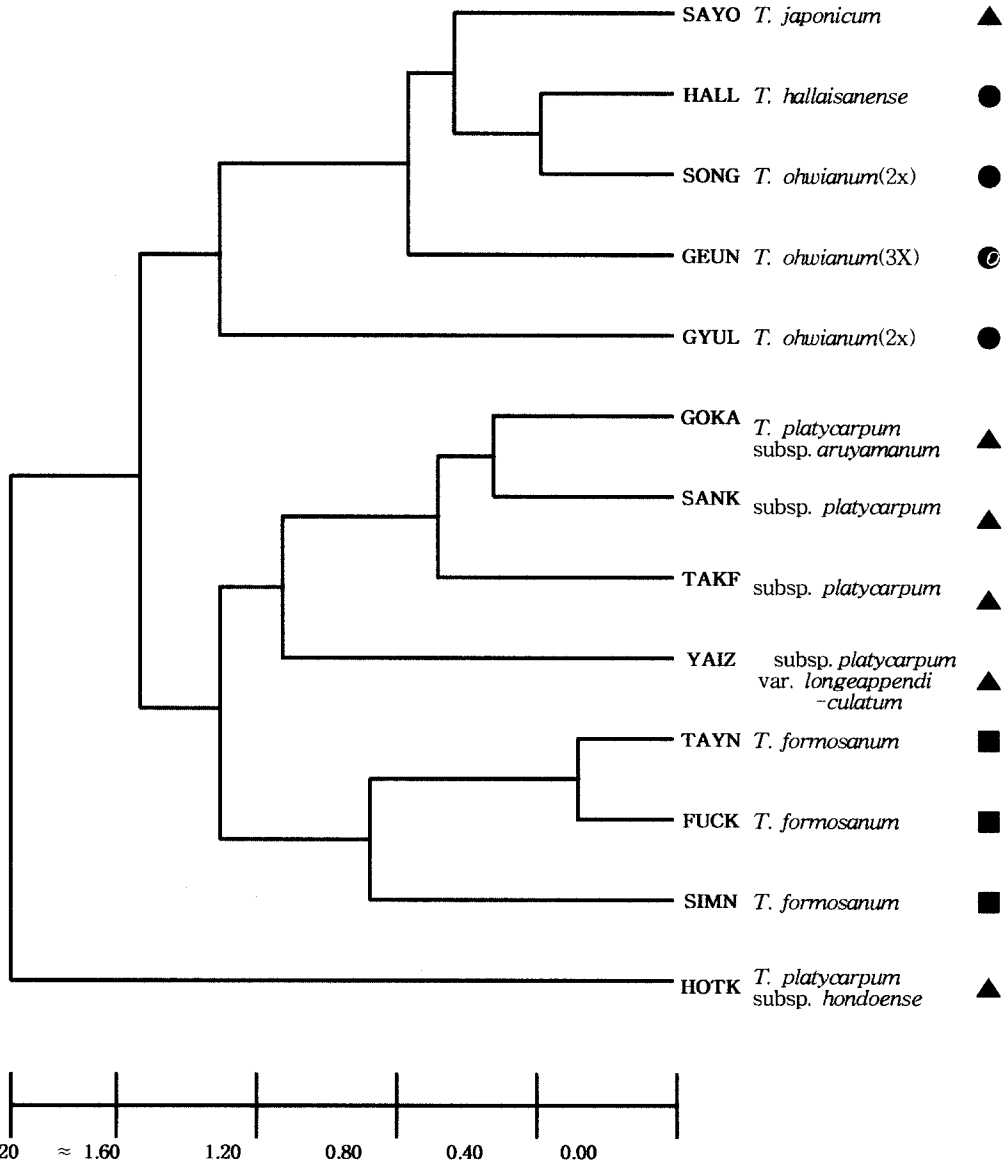 SAYO T. japonicum
HALL T. hallaisanense
SONG T. ohwianum(2x)
GEUN T. ohwianum(3X)
GYUL T. ohwianum(2x)
GOKA T. platycarpum
subsp. aruyamanum
SANK subsp. platycarpum
TAKF subsp. platycarpum
YAIZ subsp. platycarpum
var. longeappendi
-culatum
TAYN T. formosanum
FUCK T. formosanum
SIMN T. formosanum
HOTK T. platycarpum
subsp. hondoense
20 ≈ 1.60 1.20 0.80 0.40 0.00